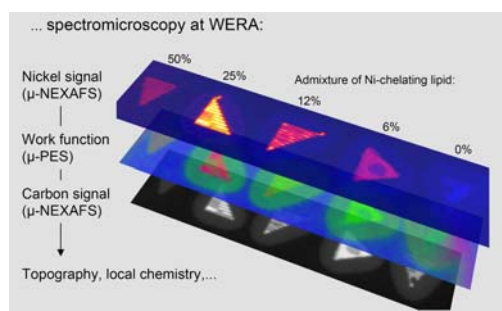 ... spectromicroscopy at WERA:
50%
Nickel signal
(µ-NEXAFS)
25%
Admixture of Ni-chelating lipid:
12%
Work function
(µ-PES)
6%
0%
Carbon signal
(µ-NEXAFS)
Topography, local chemistry,...